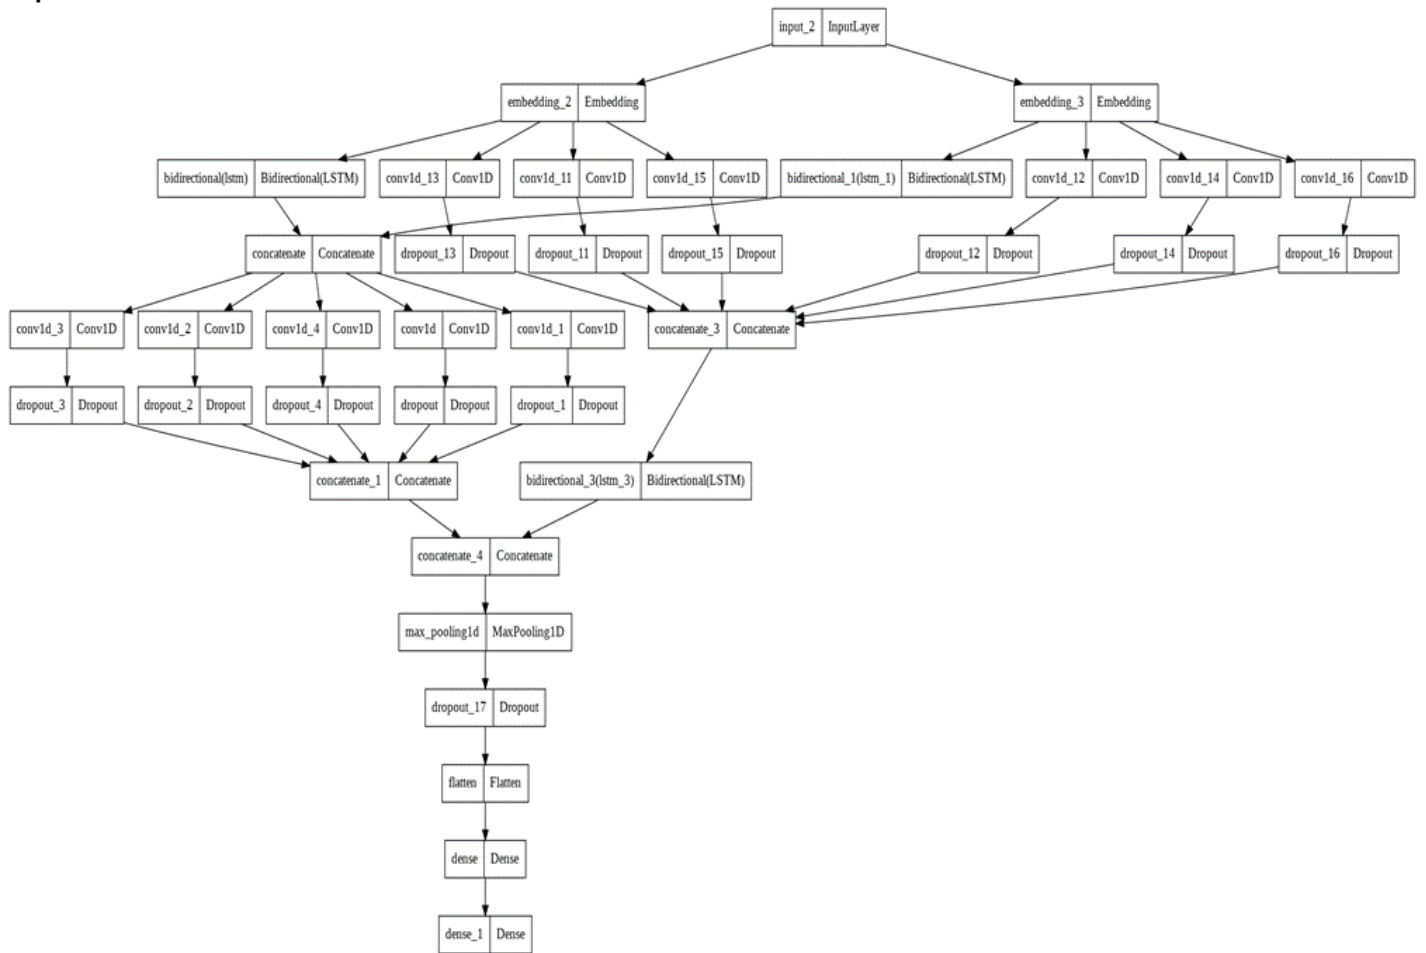 input_2 InputLayer
embedding_2 Embedding embedding_3 Embedding
bidirectional(lstm) Bidirectional(LSTM) conv1d_13 Conv1D conv1d_11 Conv1D conv1d_15 Conv1D bidirectional_1(lstm_1) Bidirectional(LSTM) conv1d_12 Conv1D conv1d_14 Conv1D conv1d_16 Conv1D
concatenate Concatenate dropout_13 Dropout dropout_11 Dropout dropout_15 Dropout dropout_12 Dropout dropout_14 Dropout dropout_16 Dropout
conv1d_3 Conv1D conv1d_2 Conv1D conv1d_4 Conv1D conv1d Conv1D conv1d_1 Conv1D concatenate_3 Concatenate
dropout_3 Dropout dropout_2 Dropout dropout_4 Dropout dropout Dropout dropout_1 Dropout
concatenate_1 Concatenate bidirectional_3(lstm_3) Bidirectional(LSTM)
concatenate_4 Concatenate
max_pooling1d MaxPooling1D
dropout_17 Dropout
flatten Flatten
dense Dense
dense_1 Dense